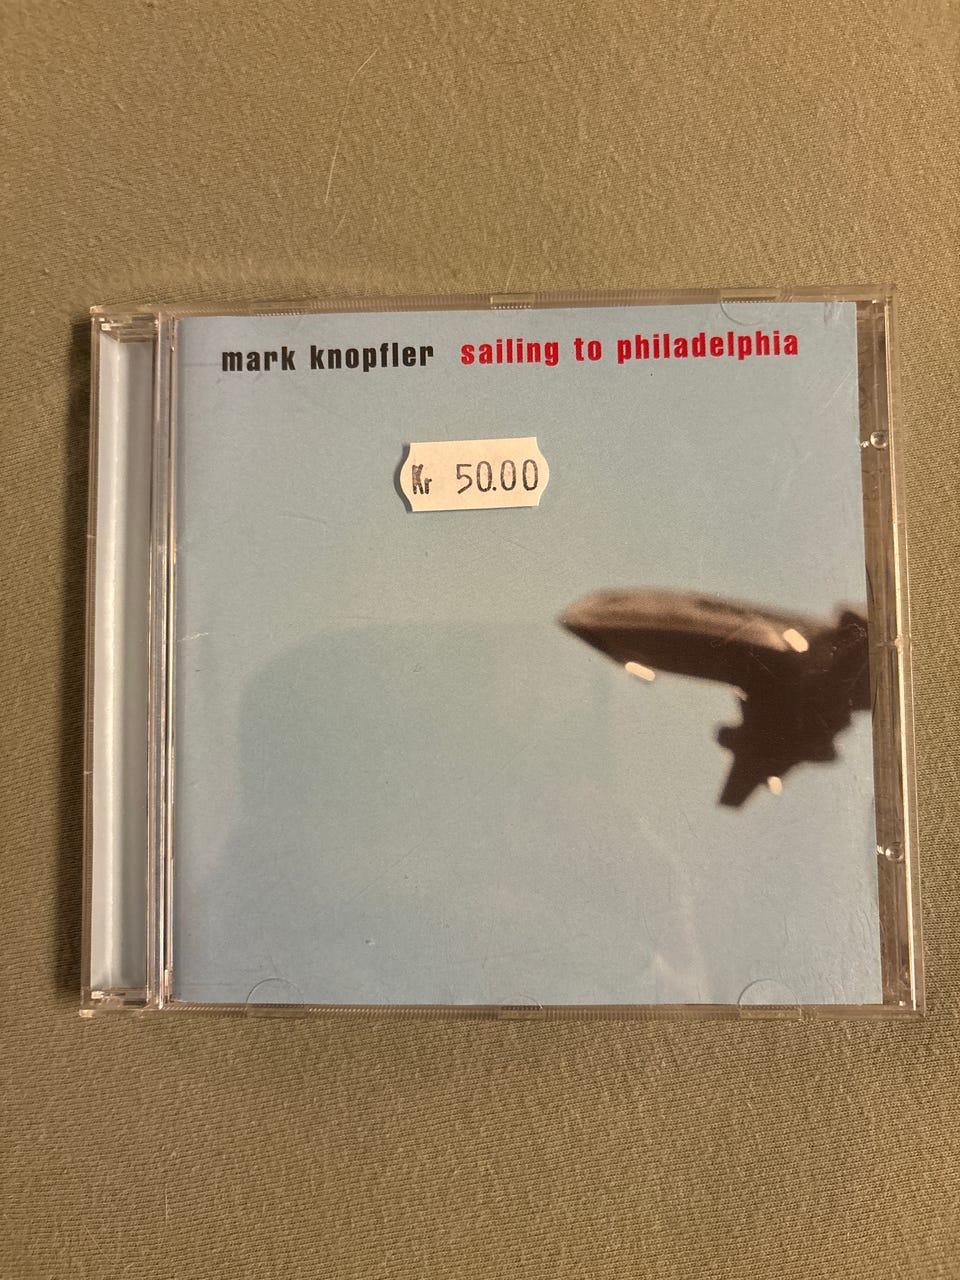 mark knopfler sailing to philadelphia
Kr 50.00